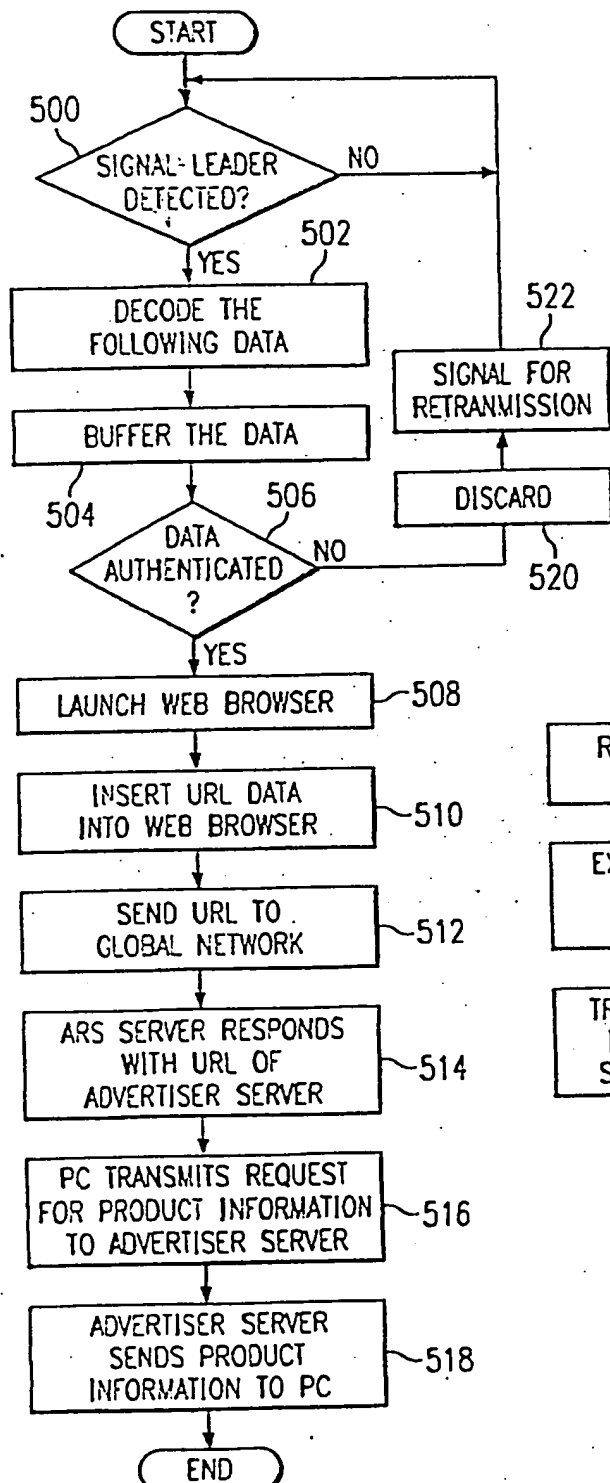 START
500
SIGNAL-LEADER
DETECTED?
NO
YES
502
DECODE THE
FOLLOWING DATA
522
SIGNAL FOR
RETRANMISSION
BUFFER THE DATA
504
DISCARD
520
506
DATA
AUTHENTICATED
?
NO
YES
LAUNCH WEB BROWSER
508
INSERT URL DATA
INTO WEB BROWSER
510
SEND URL TO
GLOBAL NETWORK
512
ARS SERVER RESPONDS
WITH URL OF
ADVERTISER SERVER
514
PC TRANSMITS REQUEST
FOR PRODUCT INFORMATION
TO ADVERTISER SERVER
516
ADVERTISER SERVER
SENDS PRODUCT
INFORMATION TO PC
518
END